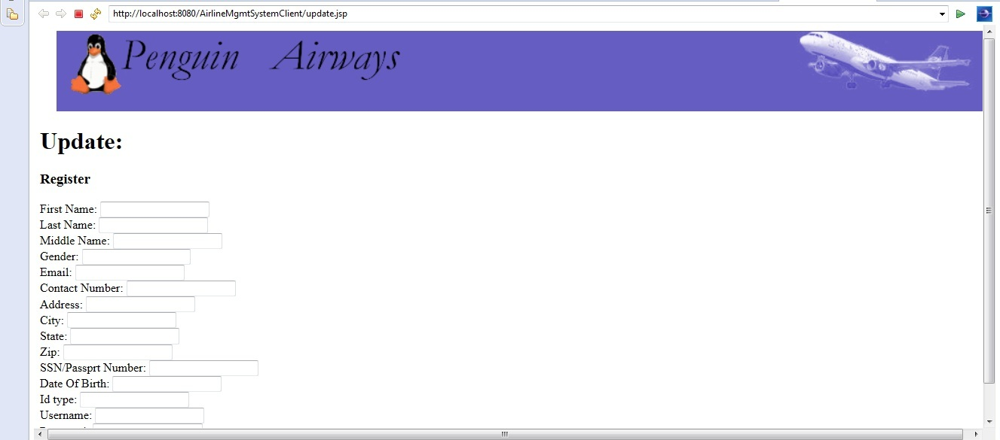 http://localhost:8080/AirlineMgmtSystemClient/update.jsp
Penguin Airways
Update:
Register
First Name:
Last Name:
Middle Name:
Gender:
Email:
Contact Number:
Address:
City:
State:
Zip:
SSN/Passprt Number:
Date Of Birth:
Id type:
Username: